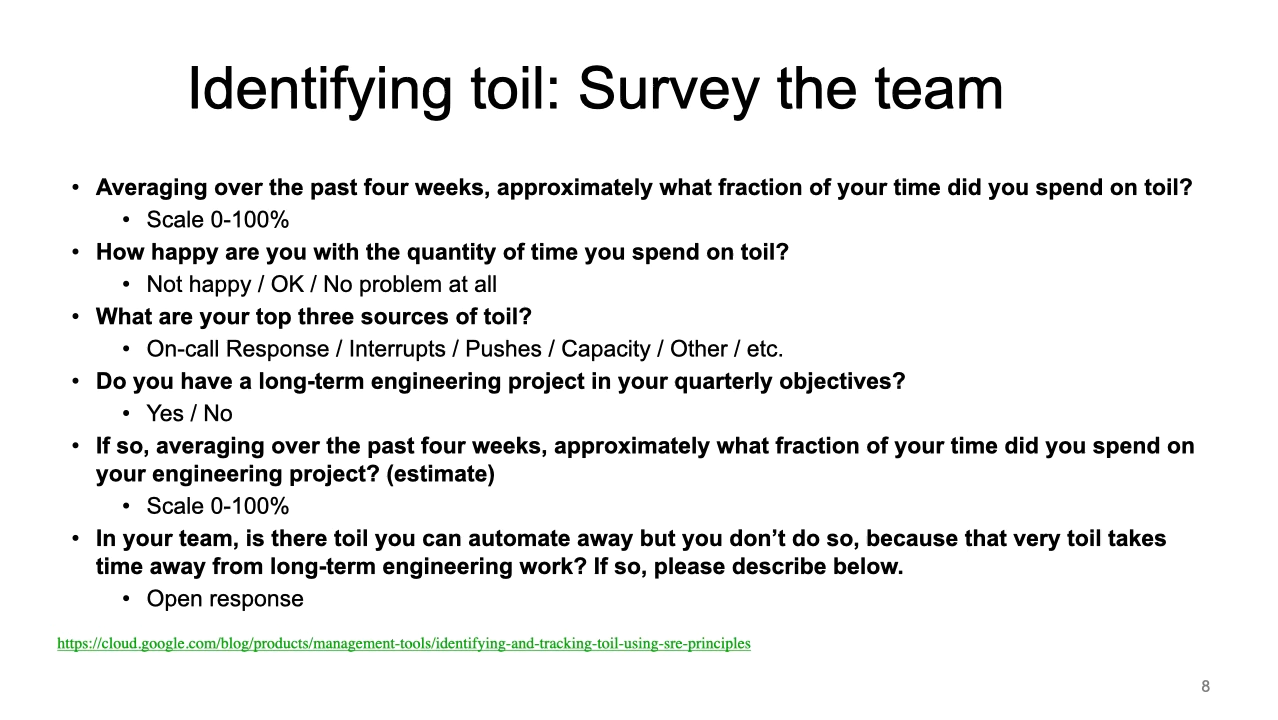 Identifying toil: Survey the team
• Averaging over the past four weeks, approximately what fraction of your time did you spend on toil?
• Scale 0-100%
• How happy are you with the quantity of time you spend on toil?
• Not happy / OK / No problem at all
• What are your top three sources of toil?
• On-call Response / Interrupts / Pushes / Capacity / Other / etc.
• Do you have a long-term engineering project in your quarterly objectives?
• Yes / No
• If so, averaging over the past four weeks, approximately what fraction of your time did you spend on
your engineering project? (estimate)
• Scale 0-100%
• In your team, is there toil you can automate away but you don’t do so, because that very toil takes
time away from long-term engineering work? If so, please describe below.
• Open response
https://cloud.google.com/blog/products/management-tools/identifying-and-tracking-toil-using-sre-principles
8